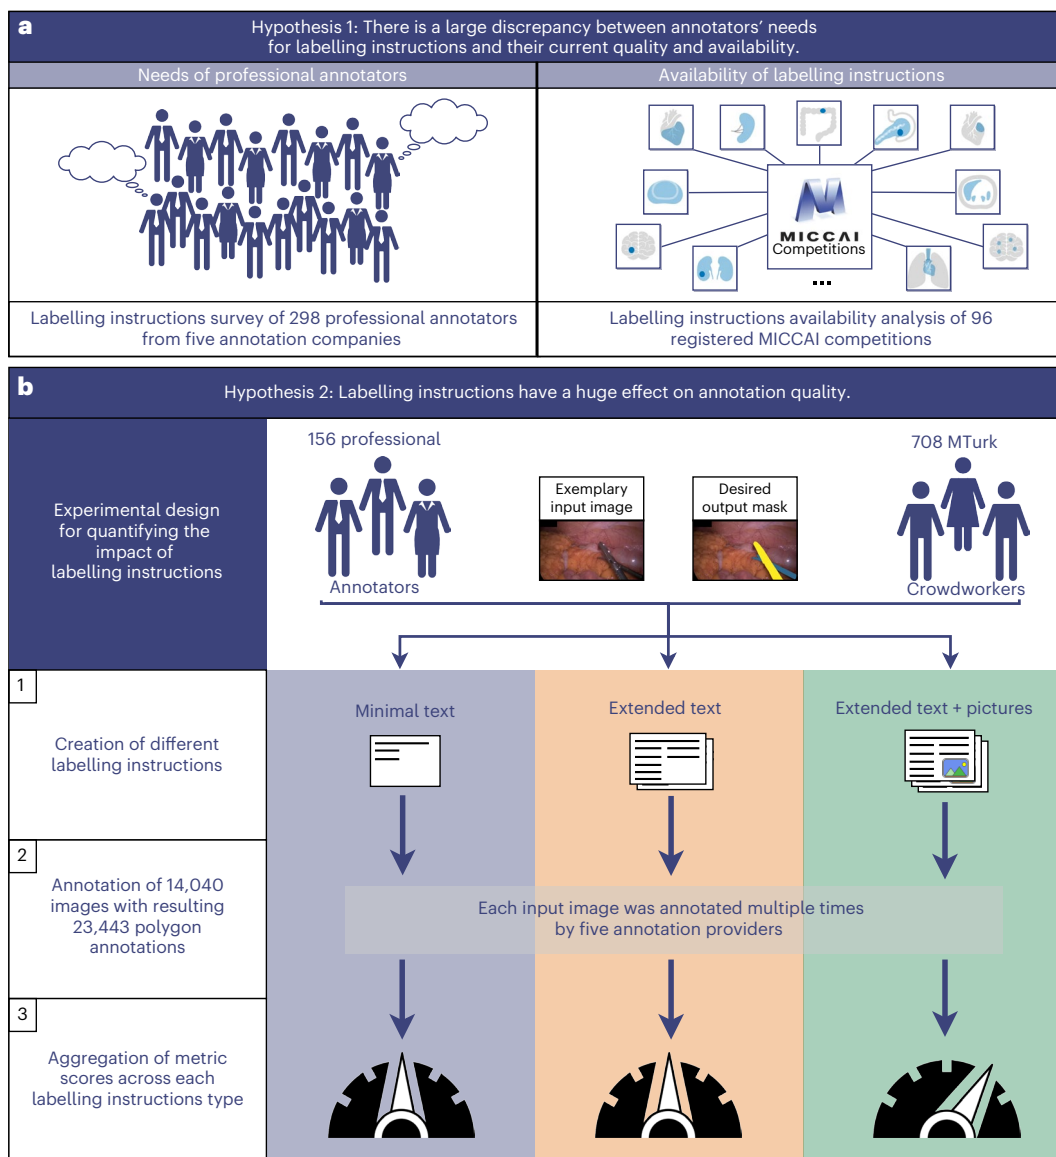 a
Hypothesis 1: There is a large discrepancy between annotators’ needs
for labelling instructions and their current quality and availability.
Needs of professional annotators
Availability of labelling instructions
MICCAI
Competitions
...
Labelling instructions survey of 298 professional annotators
from five annotation companies
Labelling instructions availability analysis of 96
registered MICCAI competitions
b
Hypothesis 2: Labelling instructions have a huge effect on annotation quality.
Experimental design
for quantifying the
impact of
labelling instructions
156 professional
Annotators
Exemplary
input image
Desired
output mask
708 MTurk
Crowdworkers
1
Creation of different
labelling instructions
Minimal text
Extended text
Extended text + pictures
2
Annotation of 14,040
images with resulting
23,443 polygon
annotations
Each input image was annotated multiple times
by five annotation providers
3
Aggregation of metric
scores across each
labelling instructions type